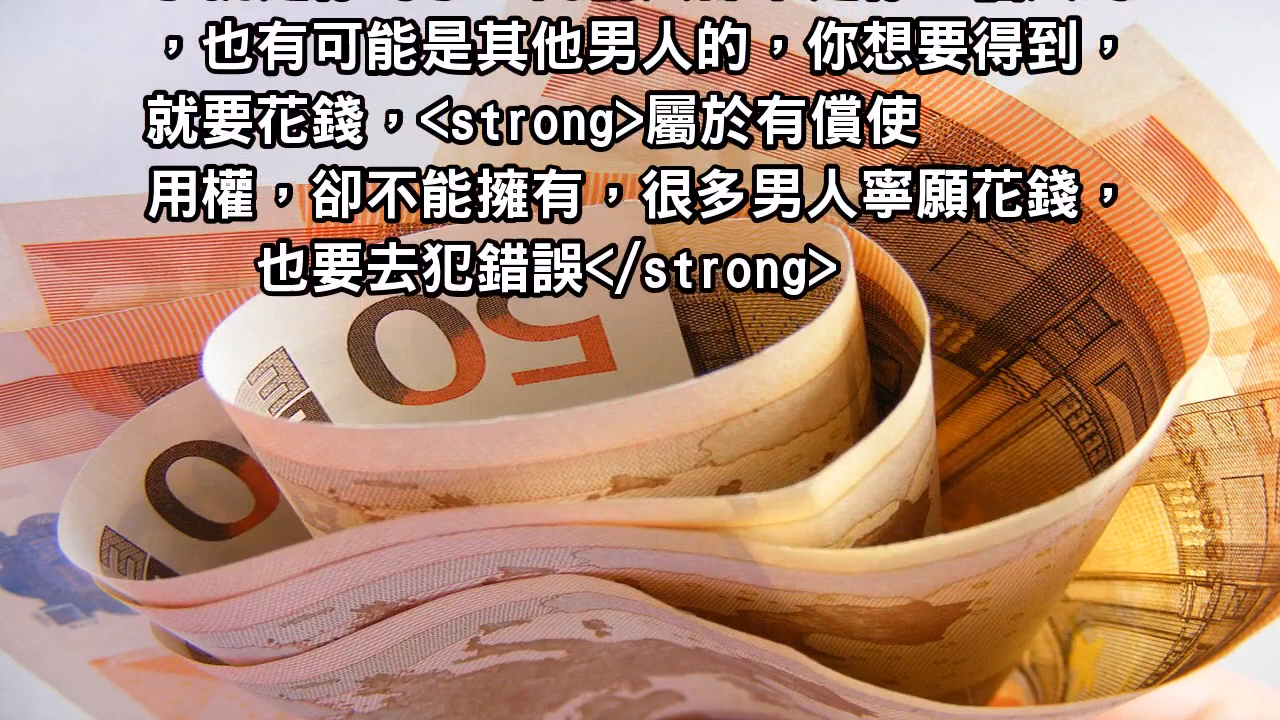 ，也有可能是其他男人的，你想要得到，
就要花錢，<strong>屬於有償使
用權，卻不能擁有，很多男人寧願花錢，
也要去犯錯誤</strong>
50
0